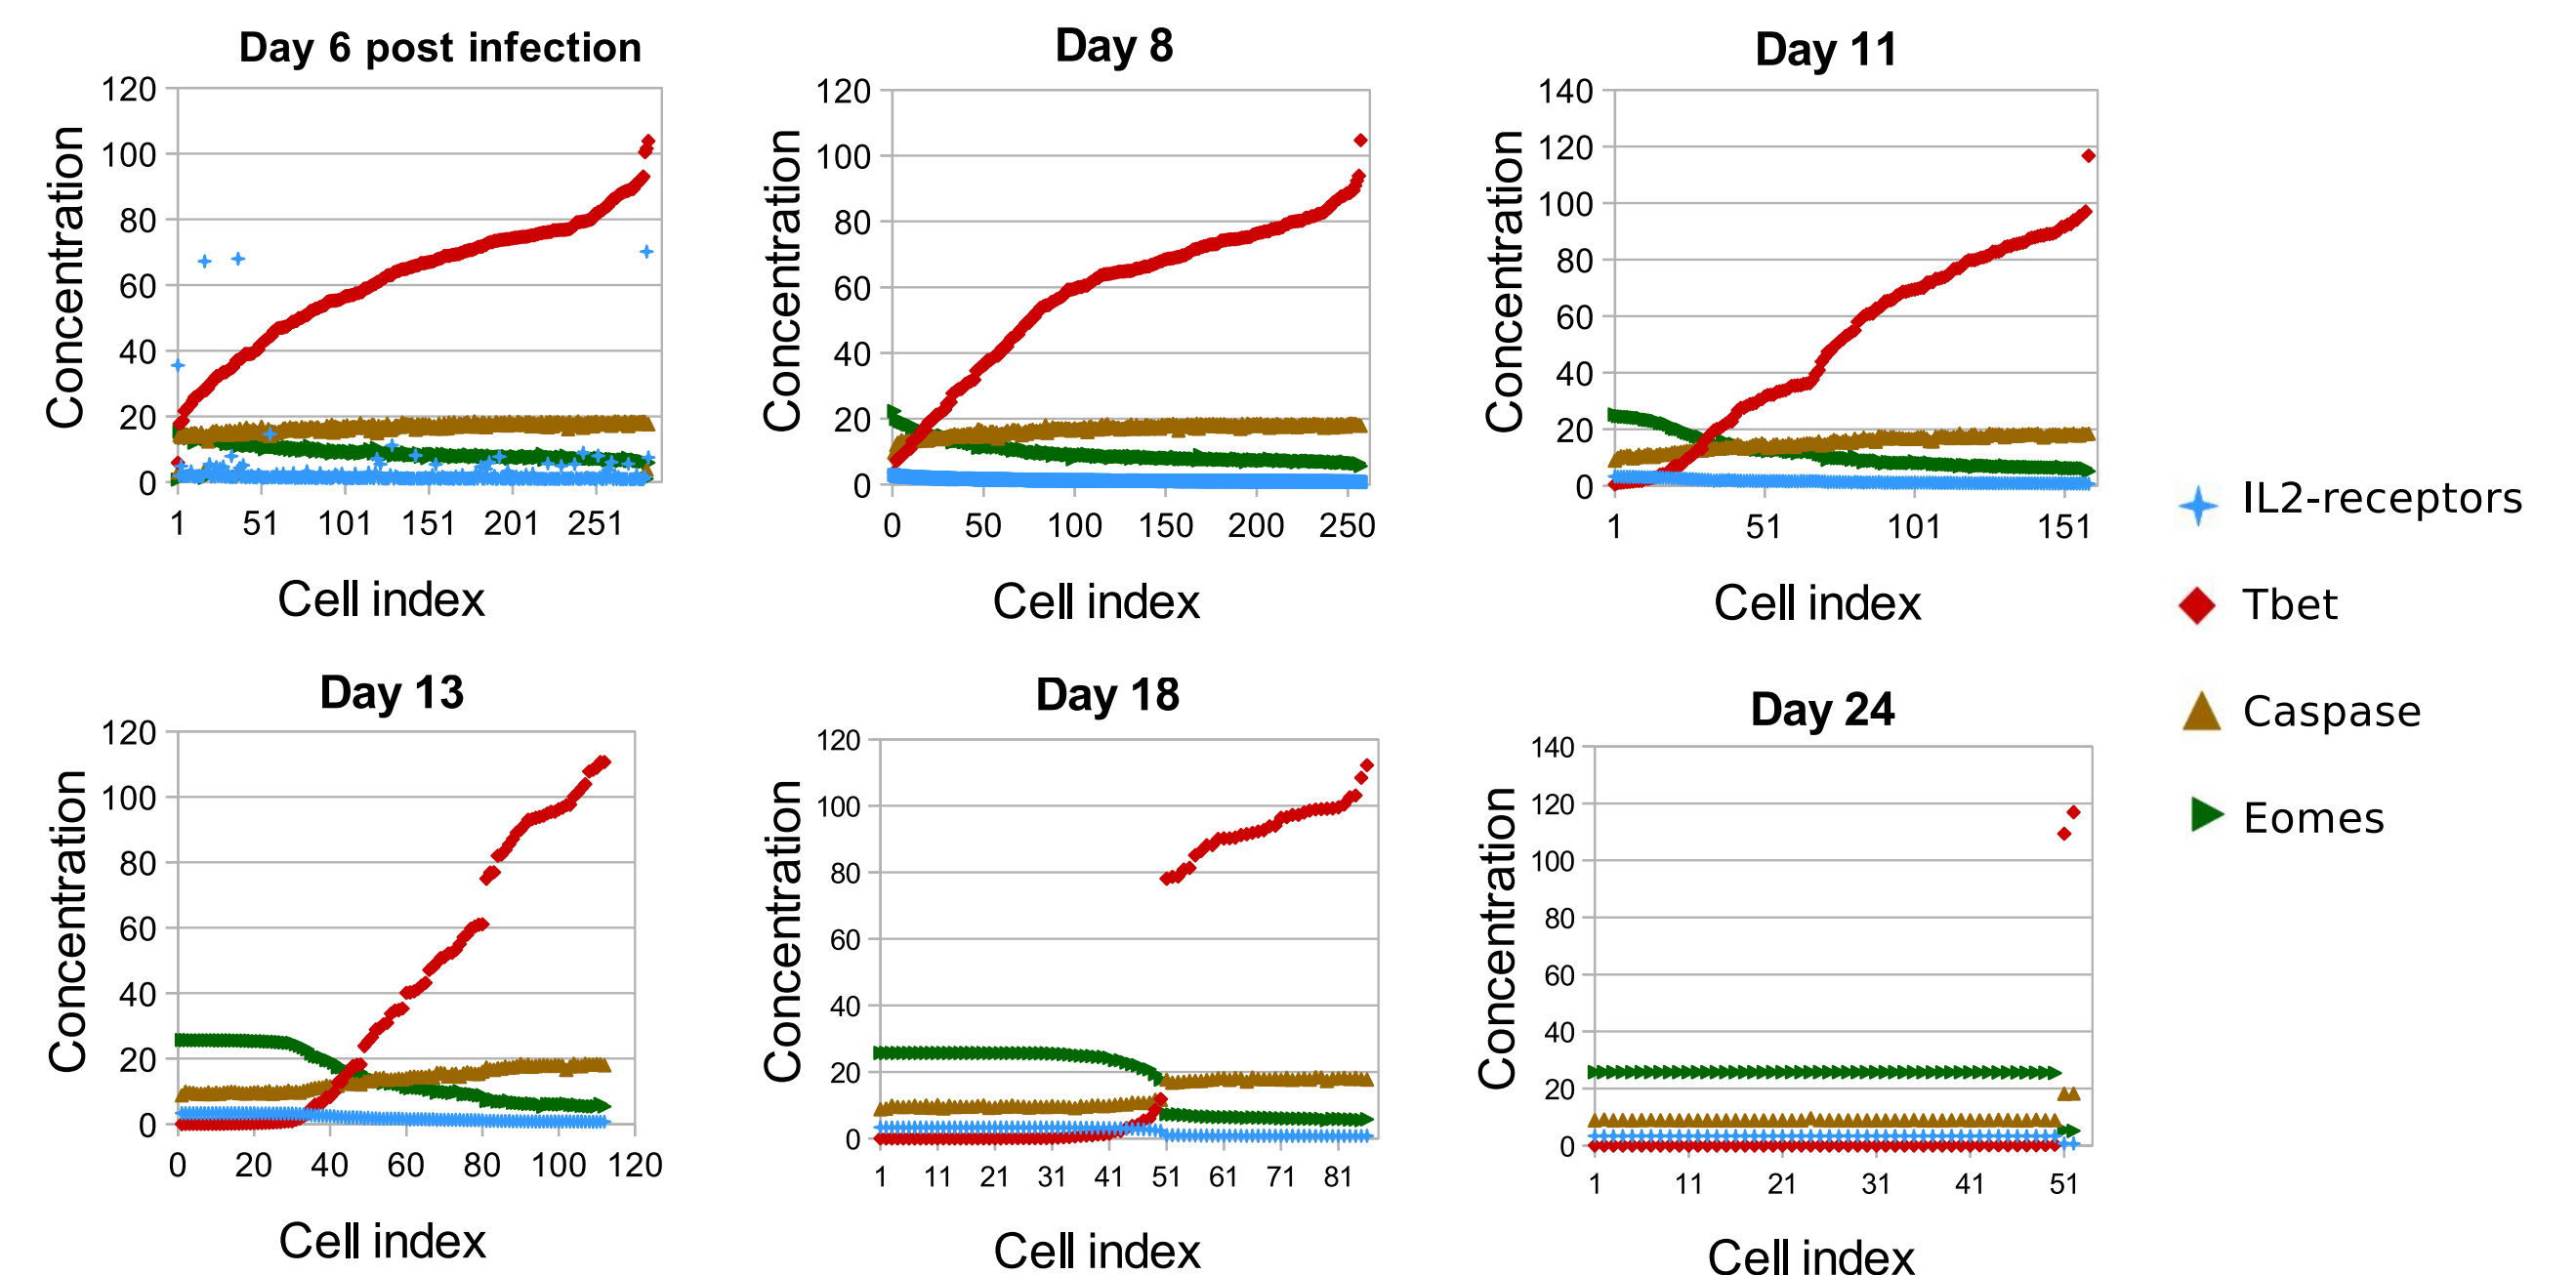 Day 6 post infection
Concentration
120
100
80
60
40
20
0
1 51 101 151 201 251
Cell index
Day 8
Concentration
120
100
80
60
40
20
0
0 50 100 150 200 250
Cell index
Day 11
Concentration
140
120
100
80
60
40
20
0
1 51 101 151
Cell index
IL2-receptors
Tbet
Caspase
Eomes
Day 13
Concentration
120
100
80
60
40
20
0
0 20 40 60 80 100 120
Cell index
Day 18
Concentration
120
100
80
60
40
20
0
1 11 21 31 41 51 61 71 81
Cell index
Day 24
Concentration
140
120
100
80
60
40
20
0
1 11 21 31 41 51
Cell index